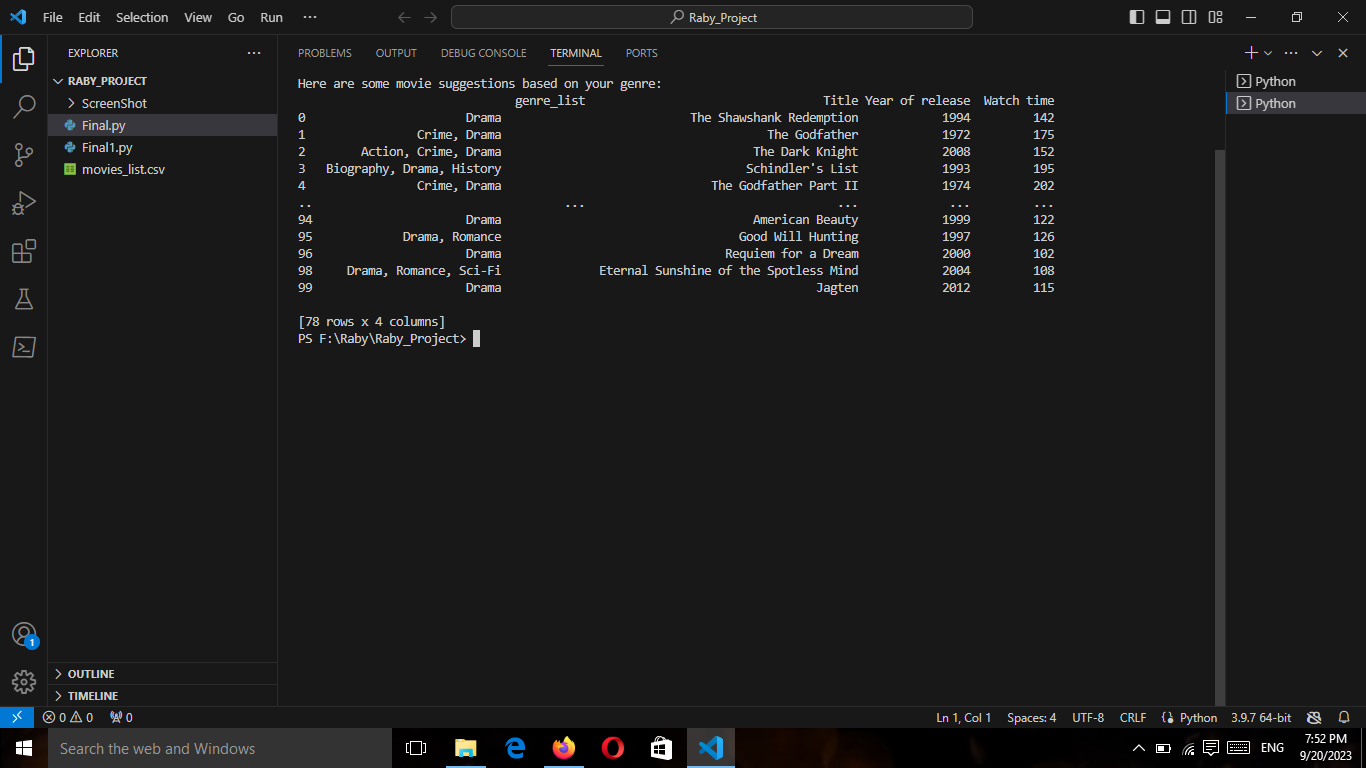 File Edit Selection View Go Run ··· Raby_Project
EXPLORER ···
RABY_PROJECT
ScreenShot
Final.py
Final1.py
movies_list.csv
OUTLINE
TIMELINE
PROBLEMS OUTPUT DEBUG CONSOLE TERMINAL PORTS
Here are some movie suggestions based on your genre:
genre_list Title Year of release Watch time
0 Drama The Shawshank Redemption 1994 142
1 Crime, Drama The Godfather 1972 175
2 Action, Crime, Drama The Dark Knight 2008 152
3 Biography, Drama, History Schindler's List 1993 195
4 Crime, Drama The Godfather Part II 1974 202
.. ... ... ... ...
94 Drama American Beauty 1999 122
95 Drama, Romance Good Will Hunting 1997 126
96 Drama Requiem for a Dream 2000 102
98 Drama, Romance, Sci-Fi Eternal Sunshine of the Spotless Mind 2004 108
99 Drama Jagten 2012 115
[78 rows x 4 columns]
PS F:\Raby\Raby_Project>
Python
Python
1
0 0 0 Ln 1, Col 1 Spaces: 4 UTF-8 CRLF Python 3.9.7 64-bit
Search the web and Windows
ENG
7:52 PM
9/20/2023